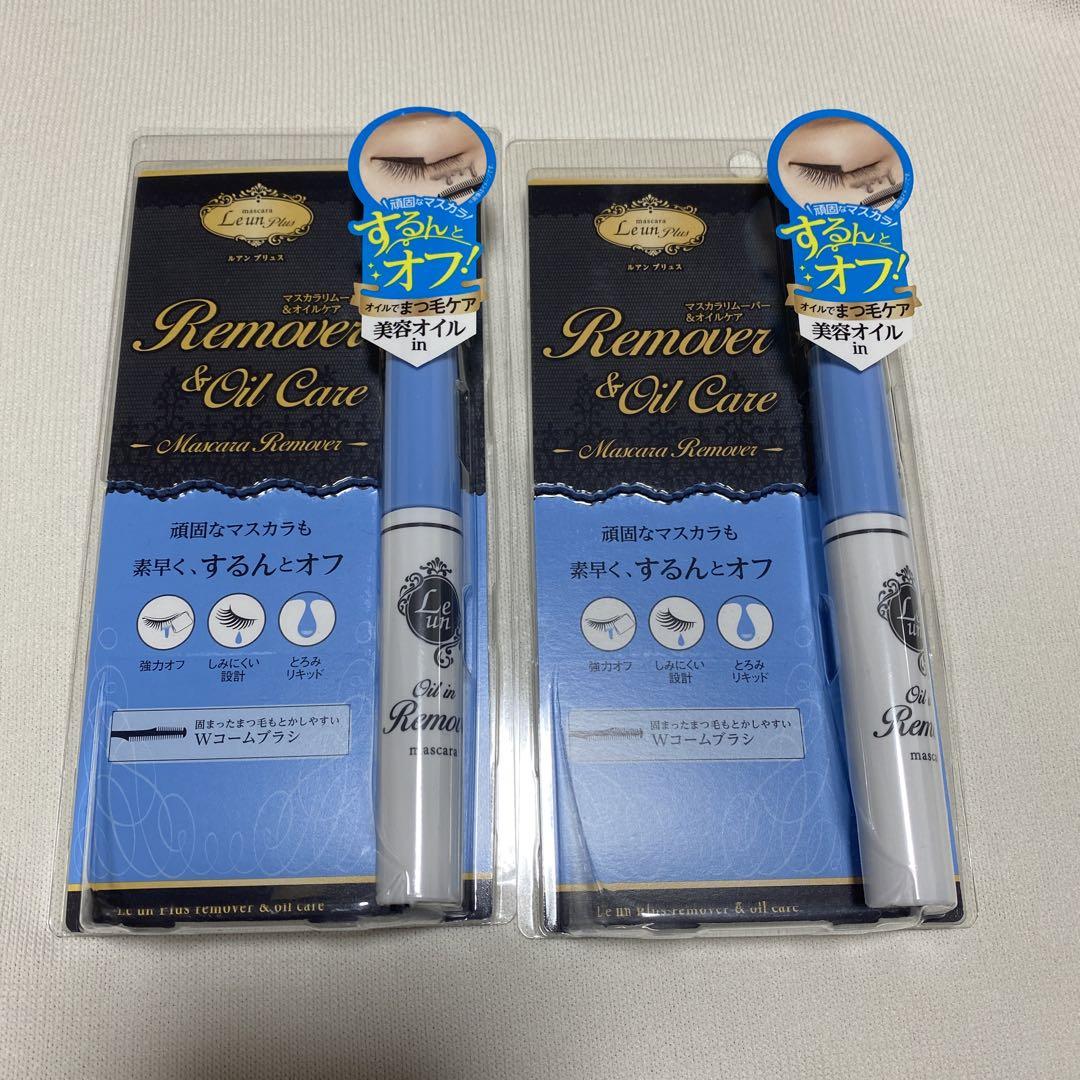 mascara
Le un Plus
ルアン プリュス
頑固なマスカラ
するんと
オフ!
オイルでまつ毛ケア
美容オイル
in
マスカラリムー
&オイルケア
Remover
& Oil Care
Mascara Remover
頑固なマスカラも
素早く、するんとオフ
強力オフ
しみにくい
設計
とろみ
リキッド
固まったまつ毛もとかしやすい
Wコームブラシ
Le
un
Oil in
Remov
mascara
Le un Plus remover & oil care
mascara
Le un Plus
ルアン プリュス
頑固なマスカラ!
するんと
オフ!
オイルでまつ毛ケア
美容オイル
in
マスカラリムーバー
&オイルケア
Remover
& Oil Care
Mascara Remover
頑固なマスカラも
素早く、するんとオフ
強力オフ
しみにくい
設計
とろみ
リキッド
固まったまつ毛もとかしやすい
Wコームブラシ
Le
un
Oil i
Rem
masc
Le un Plus remover & oil care